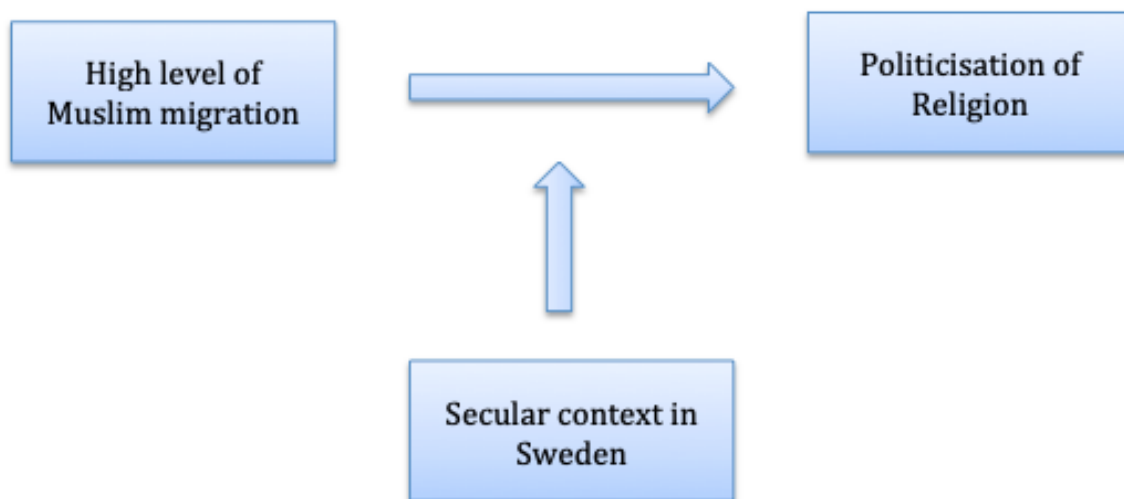 High level of
Muslim migration
Politicisation of
Religion
Secular context in
Sweden